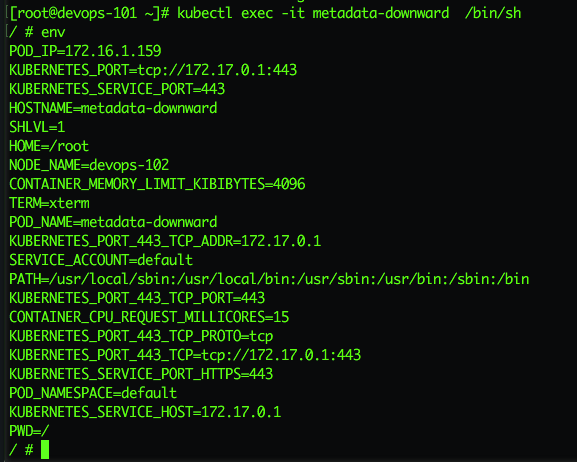 [root@devops-101 ~]# kubectl exec -it metadata-downward  /bin/sh
/ # env
POD_IP=172.16.1.159
KUBERNETES_PORT=tcp://172.17.0.1:443
KUBERNETES_SERVICE_PORT=443
HOSTNAME=metadata-downward
SHLVL=1
HOME=/root
NODE_NAME=devops-102
CONTAINER_MEMORY_LIMIT_KIBIBYTES=4096
TERM=xterm
POD_NAME=metadata-downward
KUBERNETES_PORT_443_TCP_ADDR=172.17.0.1
SERVICE_ACCOUNT=default
PATH=/usr/local/sbin:/usr/local/bin:/usr/sbin:/usr/bin:/sbin:/bin
KUBERNETES_PORT_443_TCP_PORT=443
CONTAINER_CPU_REQUEST_MILLICORES=15
KUBERNETES_PORT_443_TCP_PROTO=tcp
KUBERNETES_PORT_443_TCP=tcp://172.17.0.1:443
KUBERNETES_SERVICE_PORT_HTTPS=443
POD_NAMESPACE=default
KUBERNETES_SERVICE_HOST=172.17.0.1
PWD=/
/ #